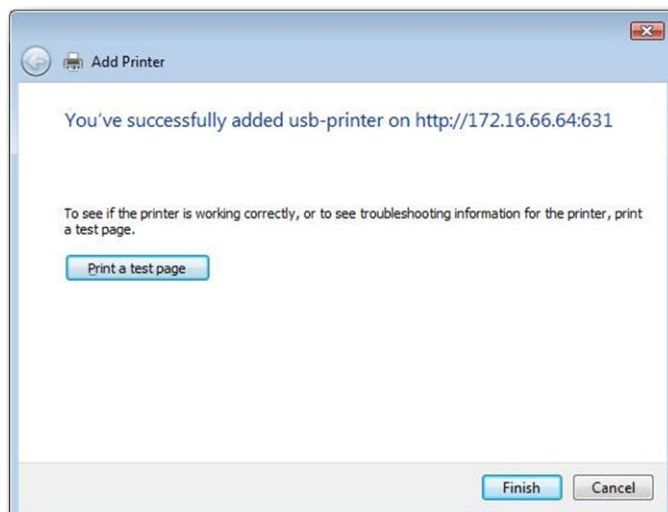 Add Printer
You've successfully added usb-printer on http://172.16.66.64:631
To see if the printer is working correctly, or to see troubleshooting information for the printer, print
a test page.
Print a test page
Finish
Cancel